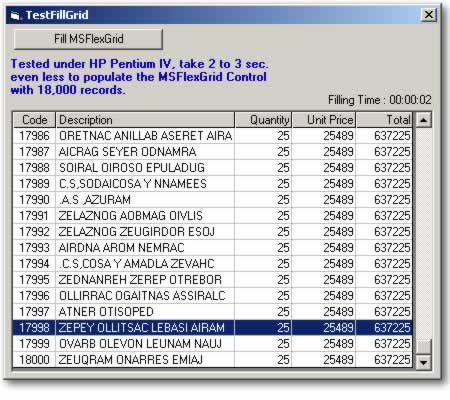 TestFillGrid
Fill MSFlexGrid
Tested under HP Pentium IV, take 2 to 3 sec.
even less to populate the MSFlexGrid Control
with 18,000 records.
Filling Time : 00:00:02
Code Description Quantity Unit Price Total
17986 ORETNAC ANILLAB ASERET AIRA 25 25489 637225
17987 AICRAG SEYER ODNAMRA 25 25489 637225
17988 SOIRAL OIROSO EPULADUG 25 25489 637225
17989 C.S,SODAICOSA Y NNAMEES 25 25489 637225
17990 .A.S ,AZURAM 25 25489 637225
17991 ZELAZNOG AOBMAG OIVLIS 25 25489 637225
17992 ZELAZNOG ZEUGIRDOR ESOJ 25 25489 637225
17993 AIRDNA AROM NEMRAC 25 25489 637225
17994 .C.S,COSA Y AMADLA ZEVAHC 25 25489 637225
17995 ZEDNANREH ZEREP OTREBOR 25 25489 637225
17996 OLLIRRAC OGAITNAS ASSIRALC 25 25489 637225
17997 ATNER OTISOPED 25 25489 637225
17998 ZEPEY OLLITSAC LEBASI AIRAM 25 25489 637225
17999 OVARB OLEVON LEUNAM NAUJ 25 25489 637225
18000 ZEUQRAM ONARRES EMIAJ 25 25489 637225